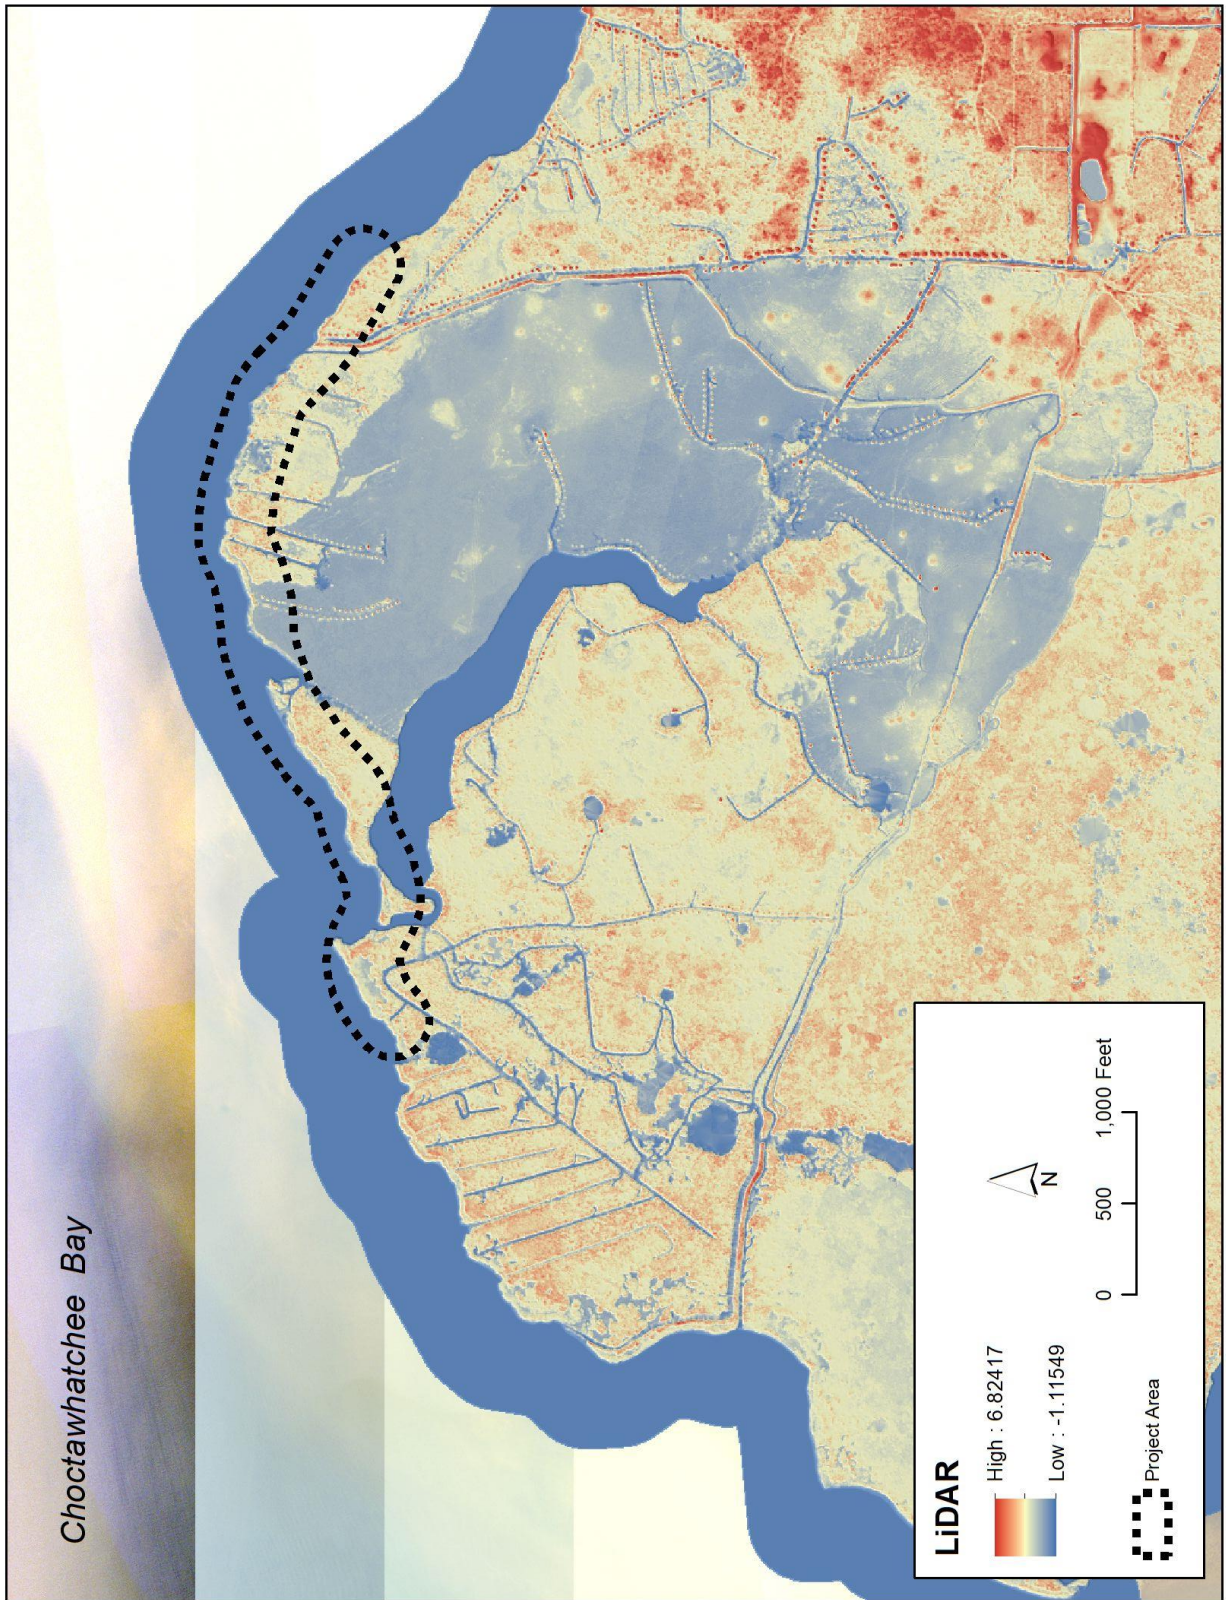 Choctawhatchee Bay
LiDAR
High : 6.82417
Low : -1.11549
Project Area
N
0 500 1,000 Feet